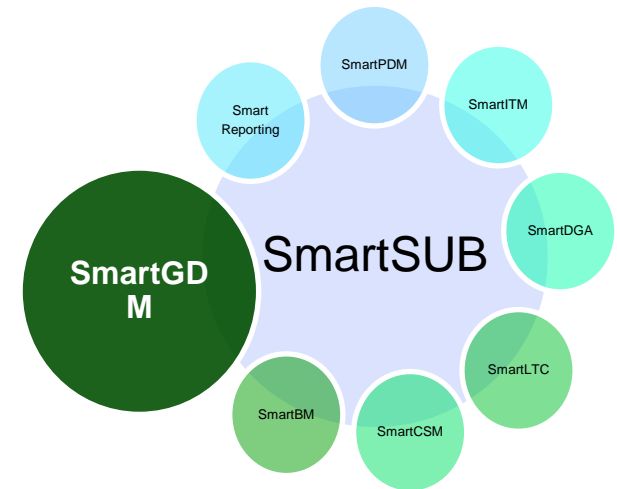 SmartPDM
SmartITM
Smart
Reporting
SmartDGA
SmartSUB
SmartGD
M
SmartLTC
SmartBM
SmartCSM